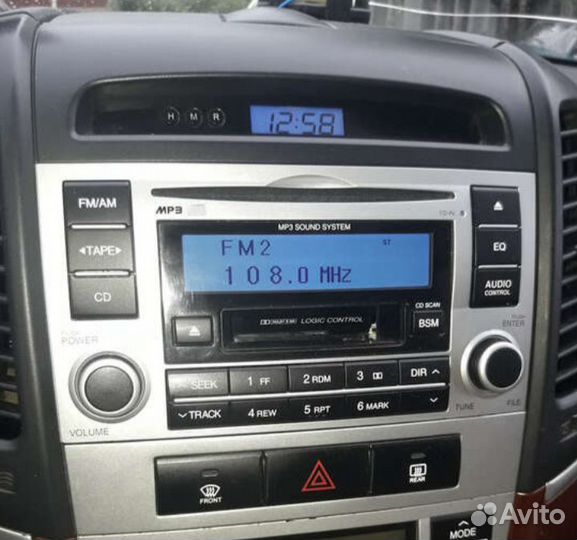 H M R
12:58
MP3
FM/AM
TAPE
CD
MP3 SOUND SYSTEM
FM2 ST
108.0 MHz
EQ
AUDIO
CONTROL
CD SCAN
BSM
LOGIC CONTROL
PUSH
POWER
VOLUME
PUSH
ENTER
TUNE FILE
SEEK 1 FF 2 RDM 3 DIR
TRACK 4 REW 5 RPT 6 MARK
FRONT
REAR
MODE
Avito